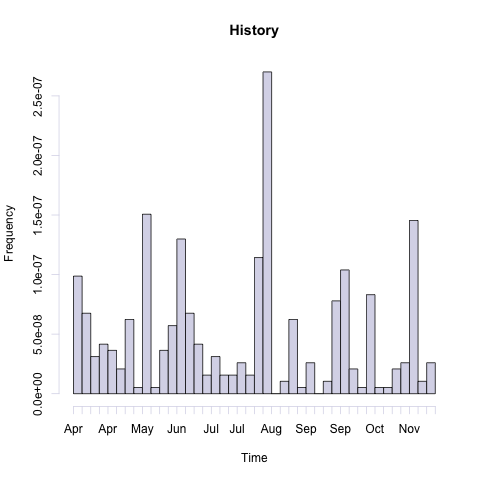 History
Frequency
2.5e-07
2.0e-07
1.5e-07
1.0e-07
5.0e-08
0.0e+00
Apr Apr May Jun Jul Jul Aug Sep Sep Oct Nov
Time